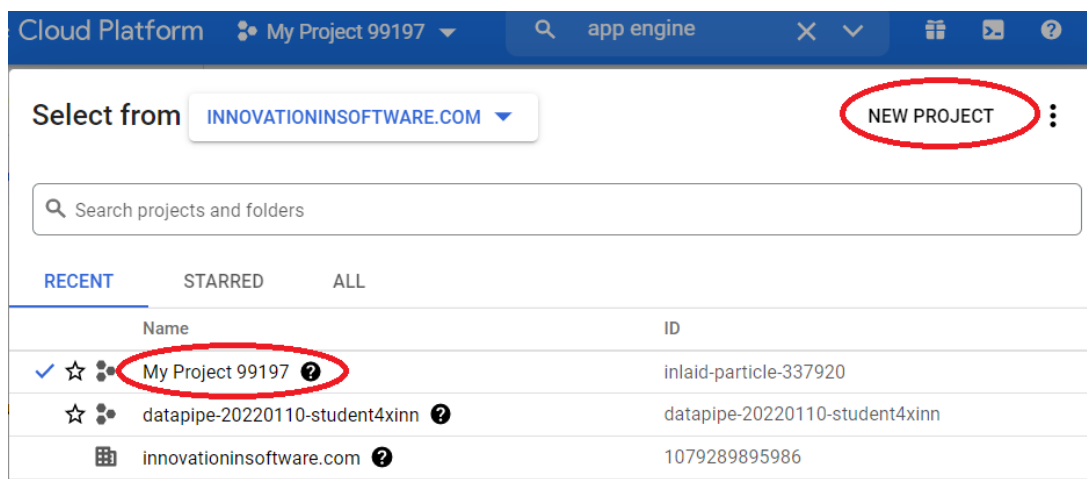 Cloud Platform My Project 99197 app engine
Select from INNOVATIONINSOFTWARE.COM NEW PROJECT
Search projects and folders
RECENT STARRED ALL
Name ID
My Project 99197 inlaid-particle-337920
datapipe-20220110-student4xinn datapipe-20220110-student4xinn
innovationinsoftware.com 1079289895986